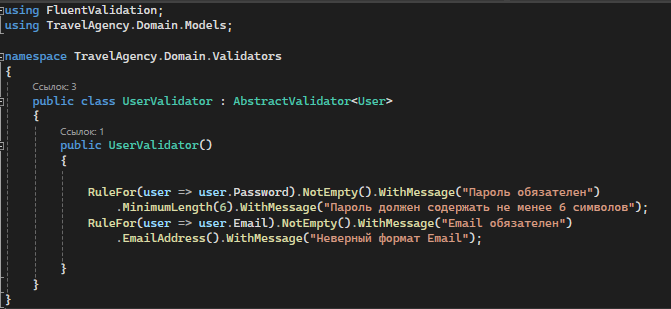 using FluentValidation;
using TravelAgency.Domain.Models;
namespace TravelAgency.Domain.Validators
{
Ссылок: 3
public class UserValidator : AbstractValidator<User>
{
Ссылок: 1
public UserValidator()
{
RuleFor(user => user.Password).NotEmpty().WithMessage("Пароль обязателен")
.MinimumLength(6).WithMessage("Пароль должен содержать не менее 6 символов");
RuleFor(user => user.Email).NotEmpty().WithMessage("Email обязателен")
.EmailAddress().WithMessage("Неверный формат Email");
}
}
}